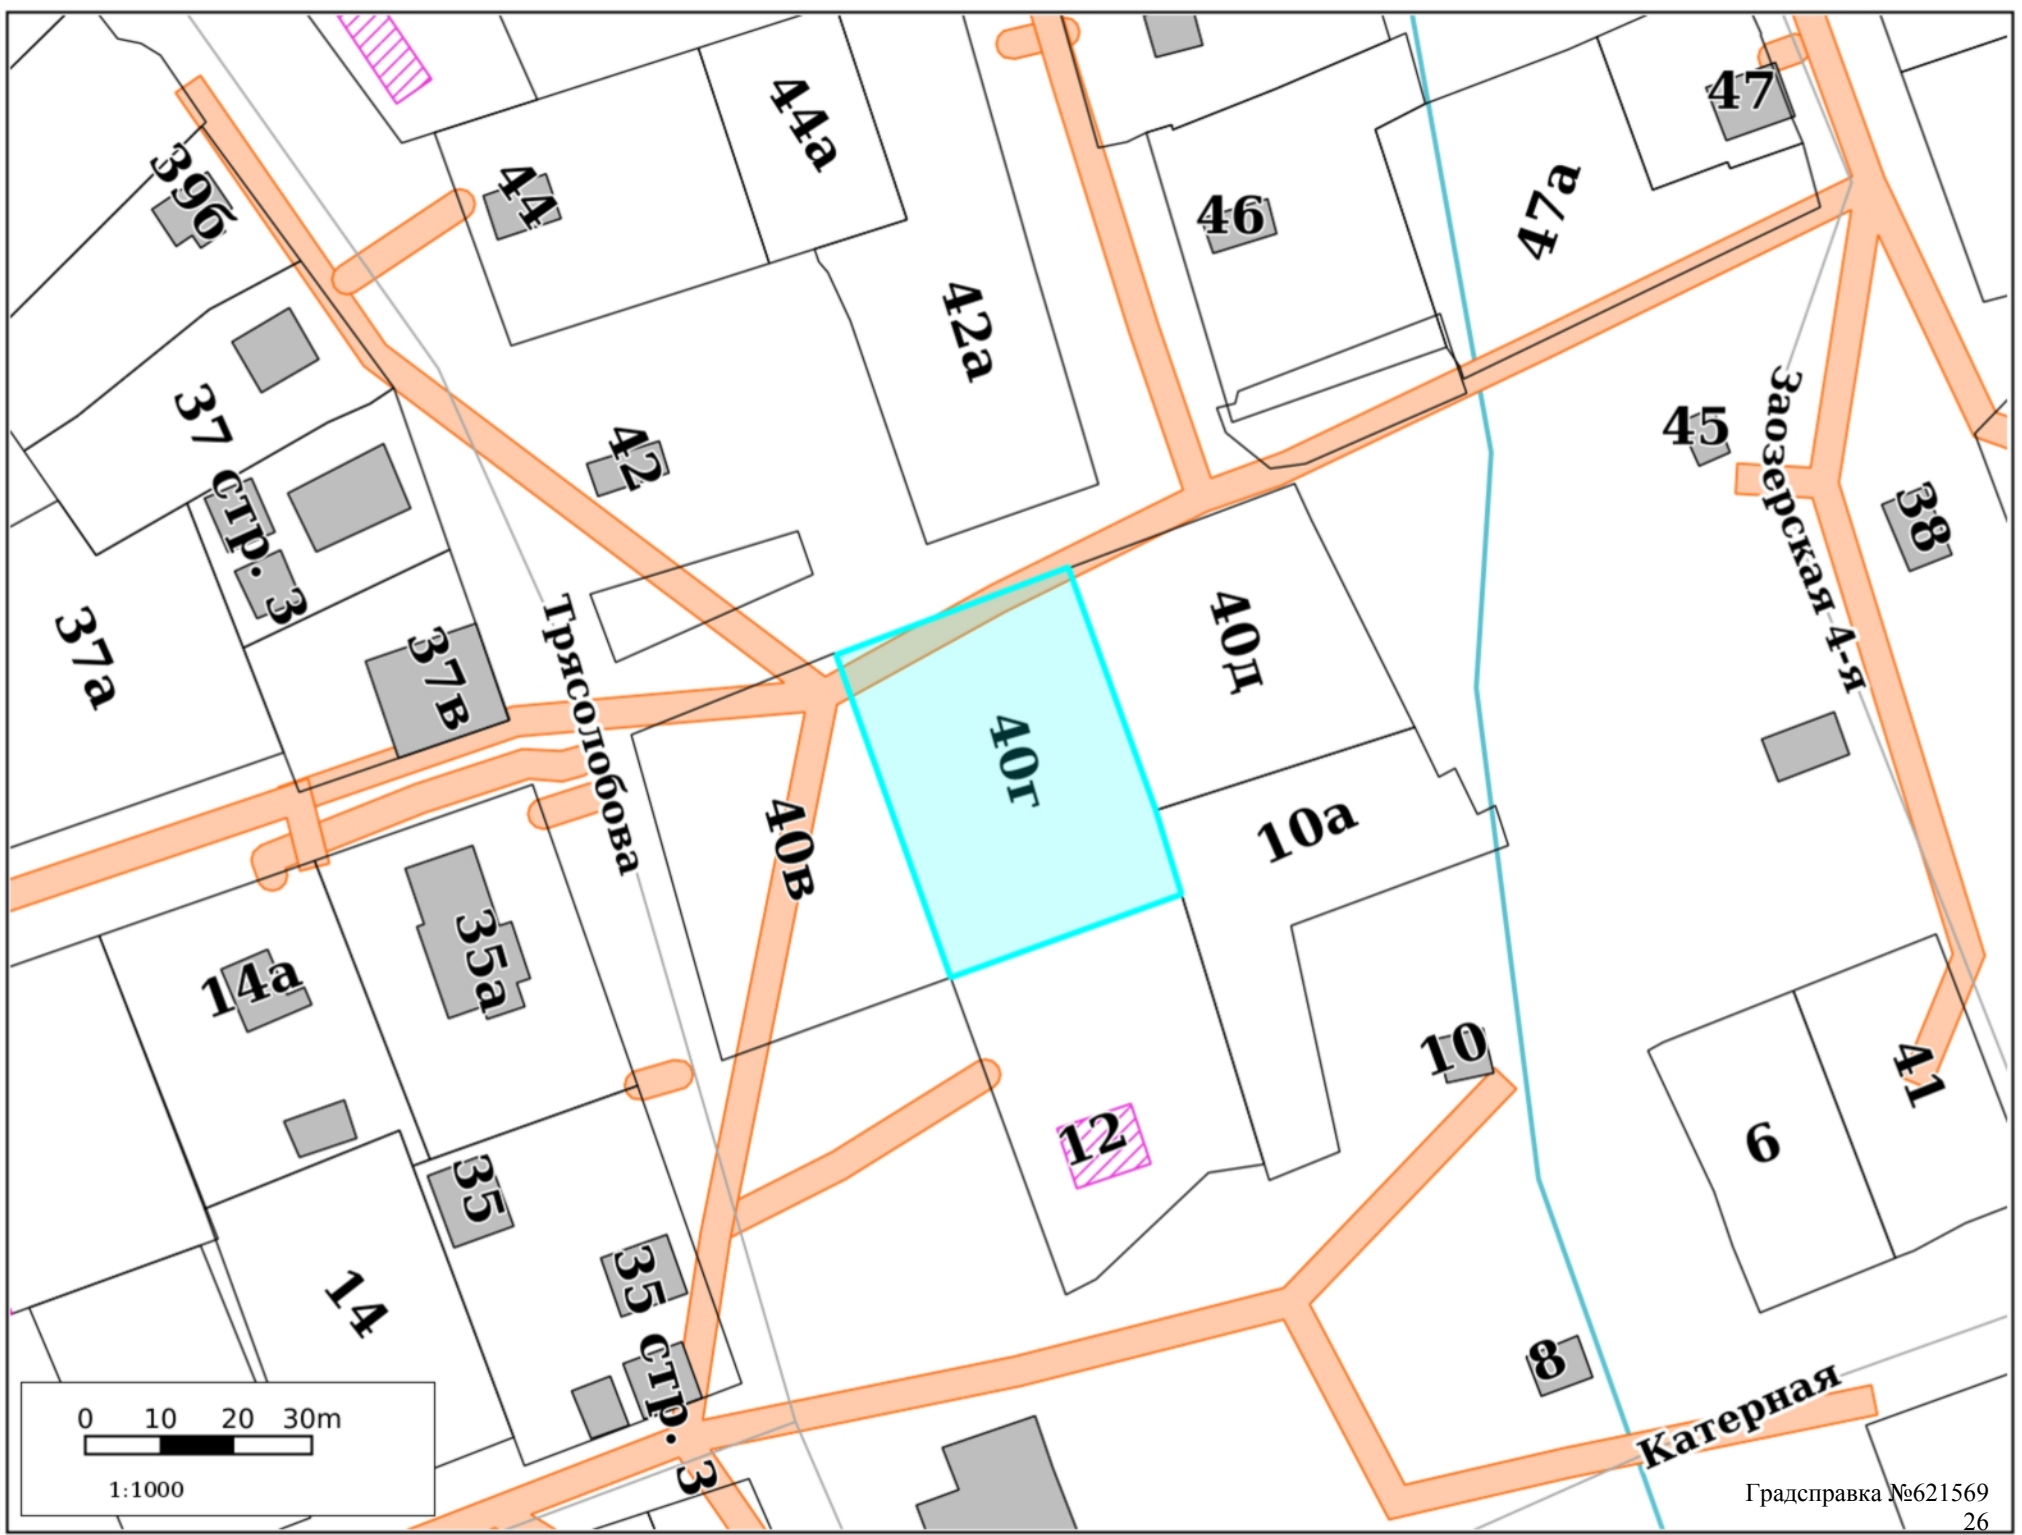 47
44а
39б
44
46
47а
42а
37 стр. 3
42
45
Заозерская 4-я
38
37а
37в
Трясолобова
40д
40г
40в
10а
35а
14а
10
41
12
6
35
14
35 стр. 3
8
Катерная
0 10 20 30m
1:1000
Градсправка №621569
26